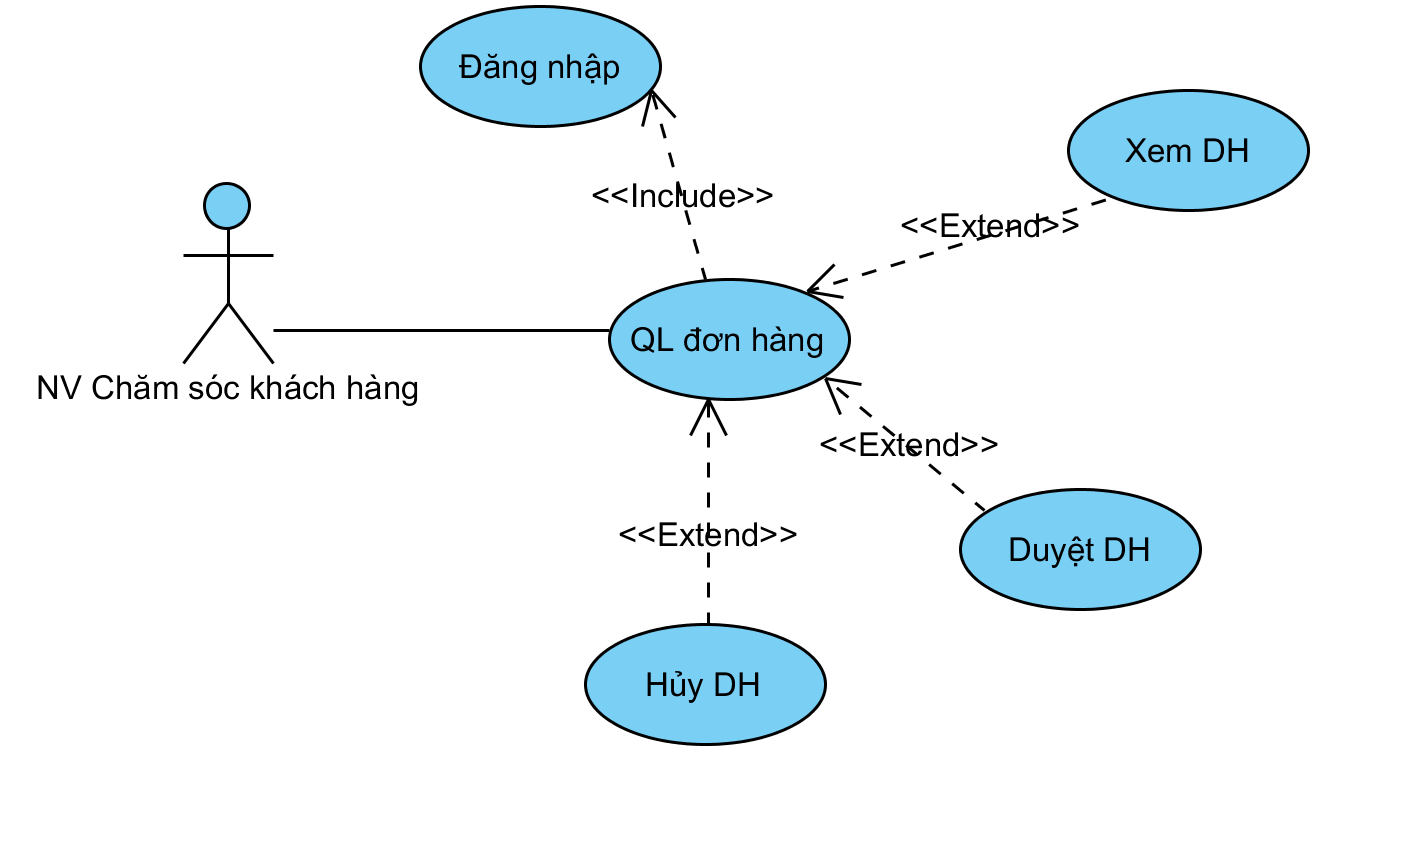 Đăng nhập
Xem DH
<<Include>>
<<Extend>>
QL đơn hàng
NV Chăm sóc khách hàng
<<Extend>>
<<Extend>>
Duyệt DH
Hủy DH